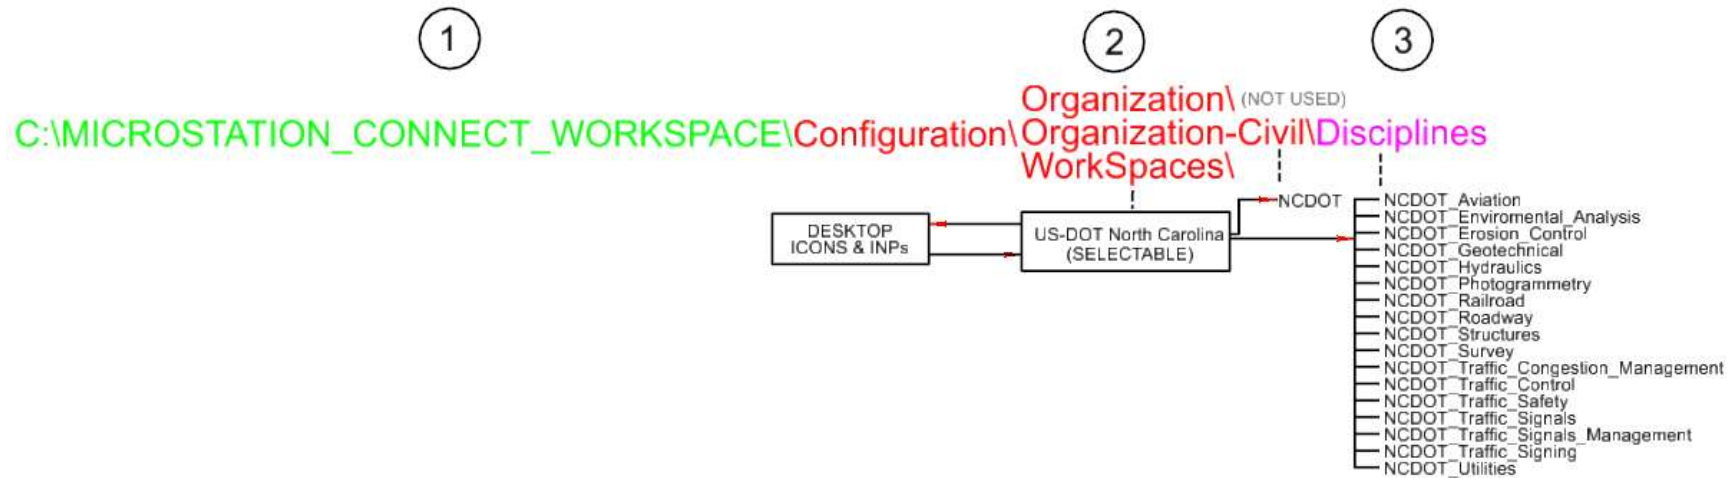 1
2
3
Organization\ (NOT USED)
C:\MICROSTATION_CONNECT_WORKSPACE\Configuration\Organization-Civil\Disciplines
WorkSpaces\
DESKTOP
ICONS & INPs
US-DOT North Carolina
(SELECTABLE)
NCDOT
NCDOT_Aviation
NCDOT_Enviromental_Analysis
NCDOT_Erosion_Control
NCDOT_Geotechnical
NCDOT_Hydraulics
NCDOT_Photogrammetry
NCDOT_Railroad
NCDOT_Roadway
NCDOT_Structures
NCDOT_Survey
NCDOT_Traffic_Congestion_Management
NCDOT_Traffic_Control
NCDOT_Traffic_Safety
NCDOT_Traffic_Signals
NCDOT_Traffic_Signals_Management
NCDOT_Traffic_Signing
NCDOT_Utilities